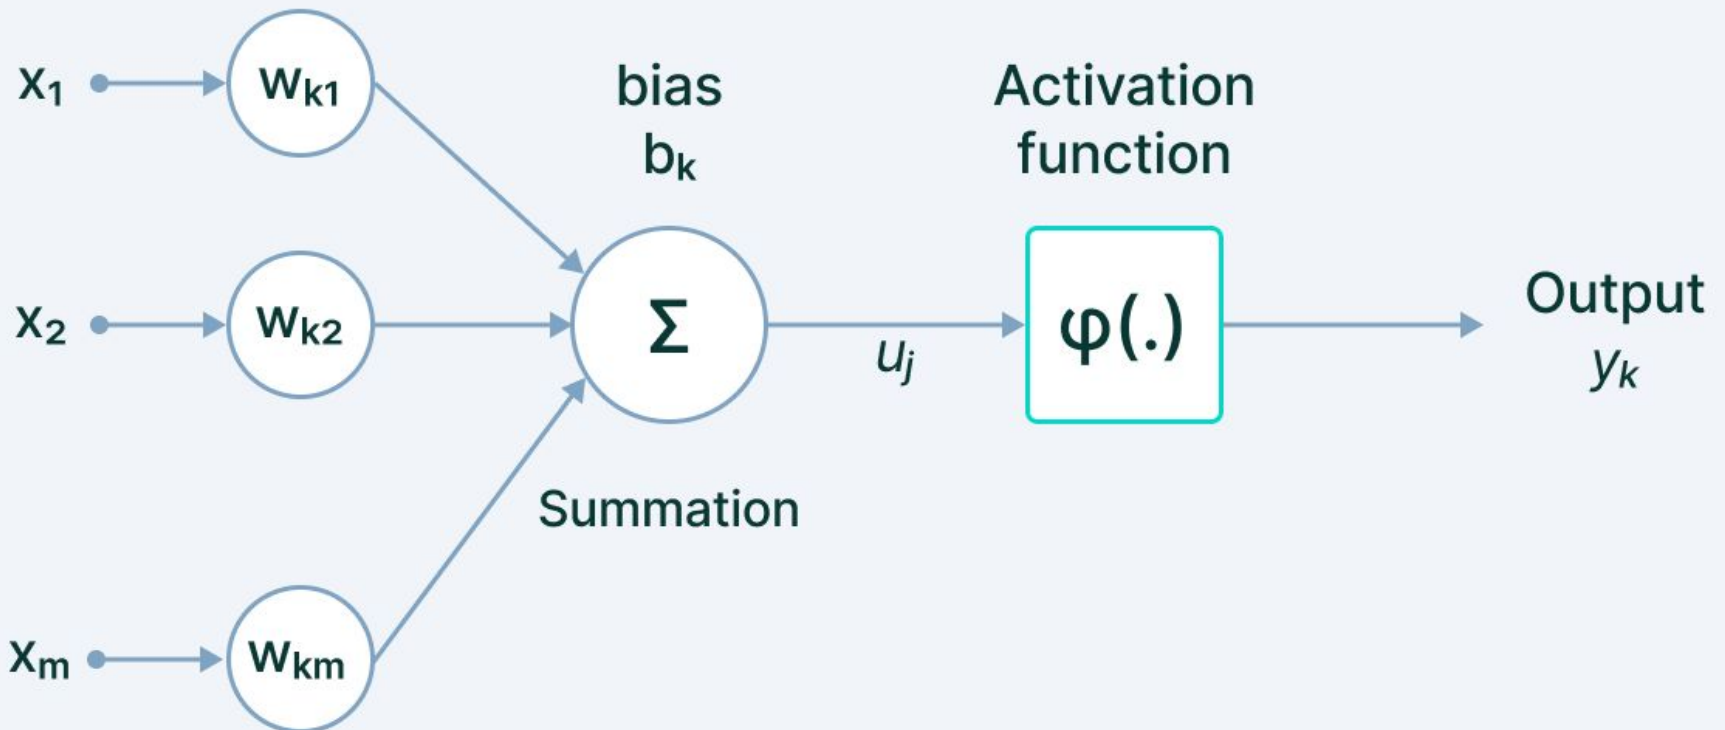 x₁
wₖ₁
bias
bₖ
Activation
function
x₂
wₖ₂
Σ
uⱼ
φ(.)
Output
yₖ
Summation
xₘ
wₖₘ